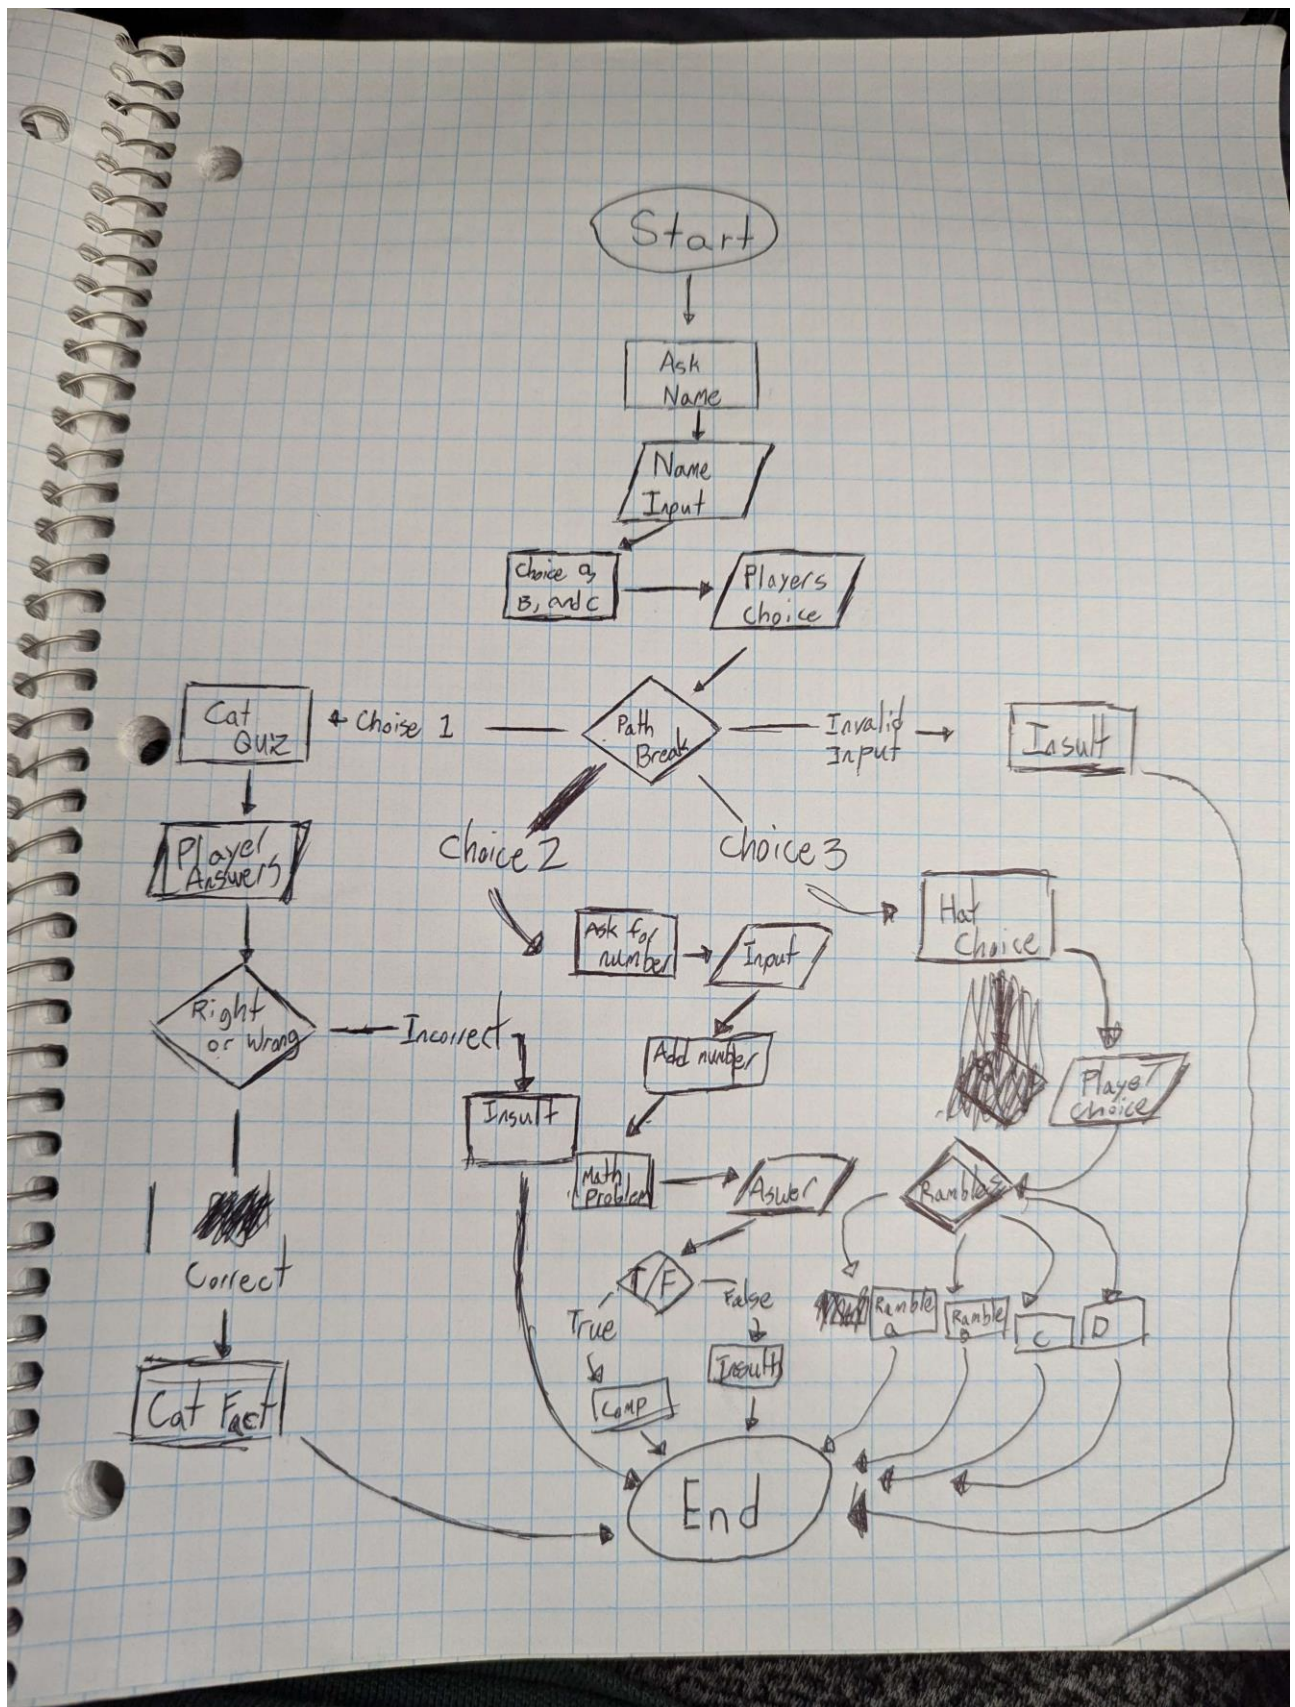 Start
Ask
Name
Name
Input
Choice a,
B, and C
Players
Choice
Path
Break
Choise 1
Cat
Quiz
Invalid
Input
Insult
Choice 2
Choice 3
Player
Answers
Right
or Wrong
Incorrect
Insult
Correct
Cat Fact
Ask for
number
Input
Add number
Math
Problem
Aswer
T/F
True
False
Comp
Insult
Hat
Choice
Player
Choice
Rambles
Ramble
a
Ramble
B
C
D
End